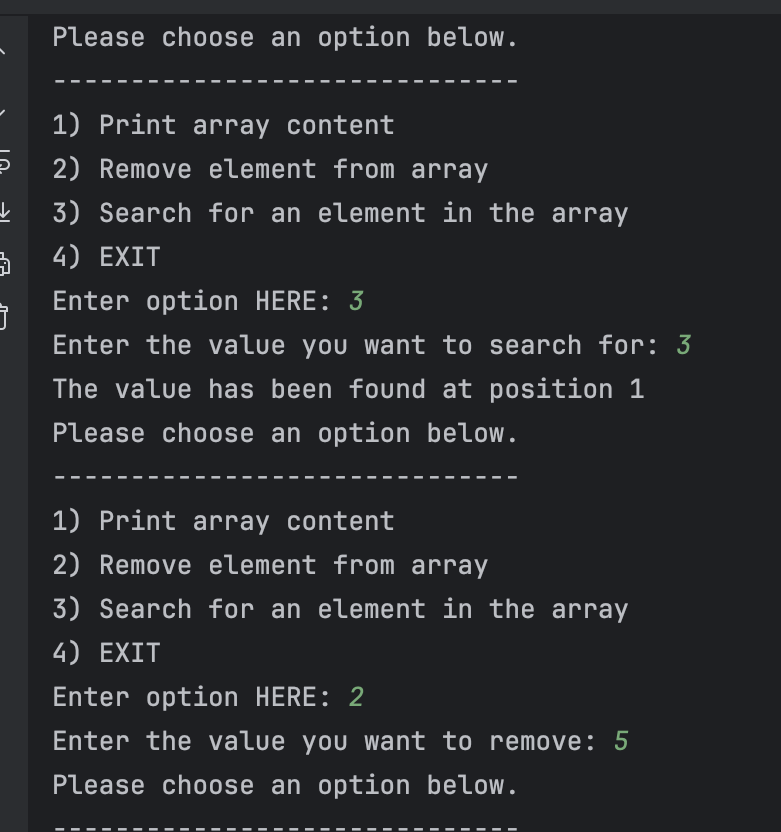 Please choose an option below.
------------------------------
1) Print array content
2) Remove element from array
3) Search for an element in the array
4) EXIT
Enter option HERE: 3
Enter the value you want to search for: 3
The value has been found at position 1
Please choose an option below.
------------------------------
1) Print array content
2) Remove element from array
3) Search for an element in the array
4) EXIT
Enter option HERE: 2
Enter the value you want to remove: 5
Please choose an option below.
------------------------------